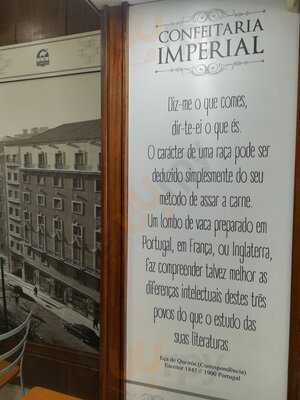 CONFEITARIA
IMPERIAL
Diz-me o que comes,
dir-te-ei o que és.
O carácter de uma raça pode ser
deduzido simplesmente do seu
método de assar a carne.
Um lombo de vaca preparado em
Portugal, em França, ou Inglaterra,
faz compreender talvez melhor as
diferenças intelectuais destes três
povos do que o estudo das
suas literaturas.
Eça de Queirós (Correspondência)
Escritor 1845 // 1900 Portugal